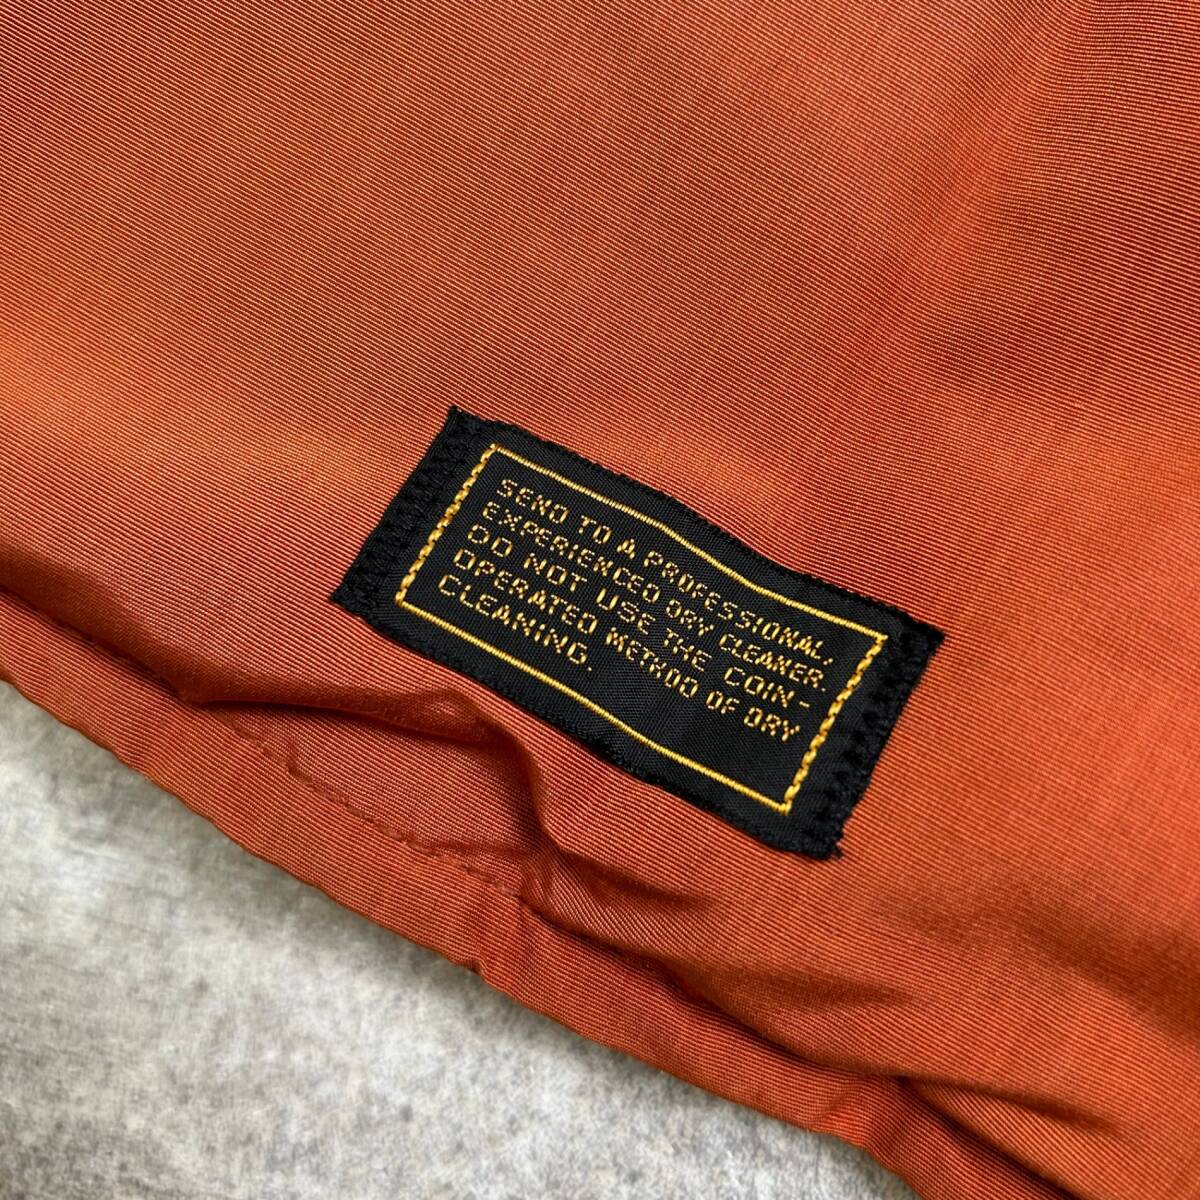 SEND TO A PROFESSIONAL,
EXPERIENCED DRY CLEANER.
DO NOT USE THE COIN-
OPERATED METHOD OF DRY
CLEANING.